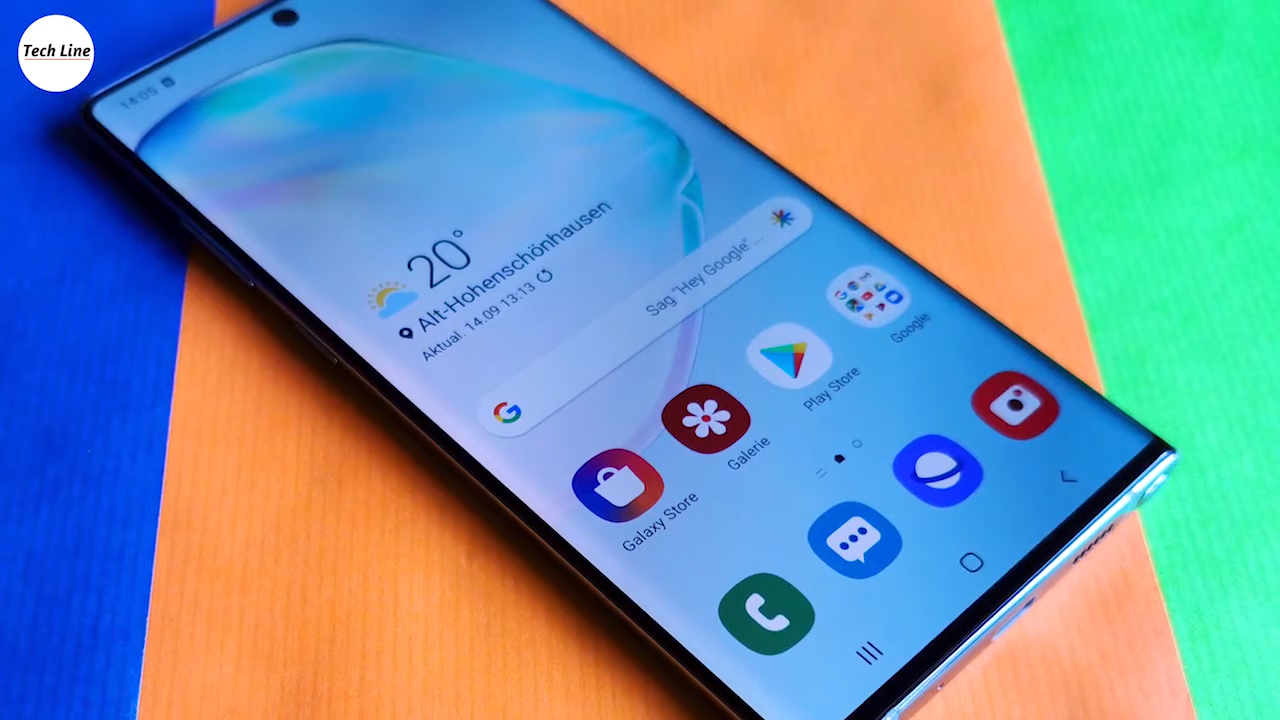 Tech Line
14:05
20°
Alt-Hohenschönhausen
Aktual. 14.09 13:13
Sag "Hey Google" ...
Google
Play Store
Galerie
Galaxy Store